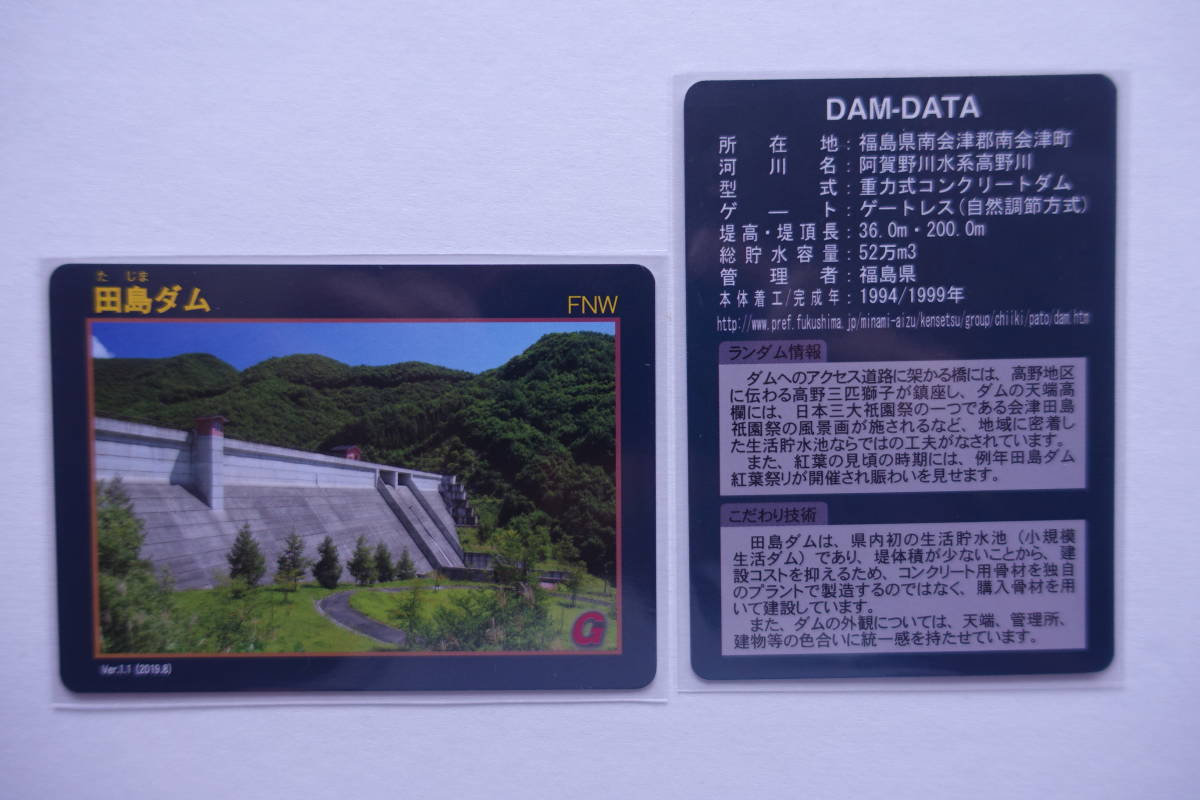 た じま
田島ダム
FNW
G
Ver.1.1 (2019.8)
DAM-DATA
所在地：福島県南会津郡南会津町
河川名：阿賀野川水系高野川
型式：重力式コンクリートダム
ゲート：ゲートレス(自然調節方式)
堤高・堤頂長：36.0m・200.0m
総貯水容量：52万m3
管理者：福島県
本体着工/完成年：1994/1999年
http://www.pref.fukushima.jp/minami-aizu/kensetsu/group/chiiki/pato/dam.htm
ランダム情報
ダムへのアクセス道路に架かる橋には、高野地区
に伝わる高野三匹獅子が鎮座し、ダムの天端高
欄には、日本三大祇園祭の一つである会津田島
祇園祭の風景画が施されるなど、地域に密着し
た生活貯水池ならではの工夫がなされています。
また、紅葉の見頃の時期には、例年田島ダム
紅葉祭りが開催され賑わいを見せます。
こだわり技術
田島ダムは、県内初の生活貯水池（小規模
生活ダム）であり、堤体積が少ないことから、建
設コストを抑えるため、コンクリート用骨材を独自
のプラントで製造するのではなく、購入骨材を用
いて建設しています。
また、ダムの外観については、天端、管理所、
建物等の色合いに統一感を持たせています。